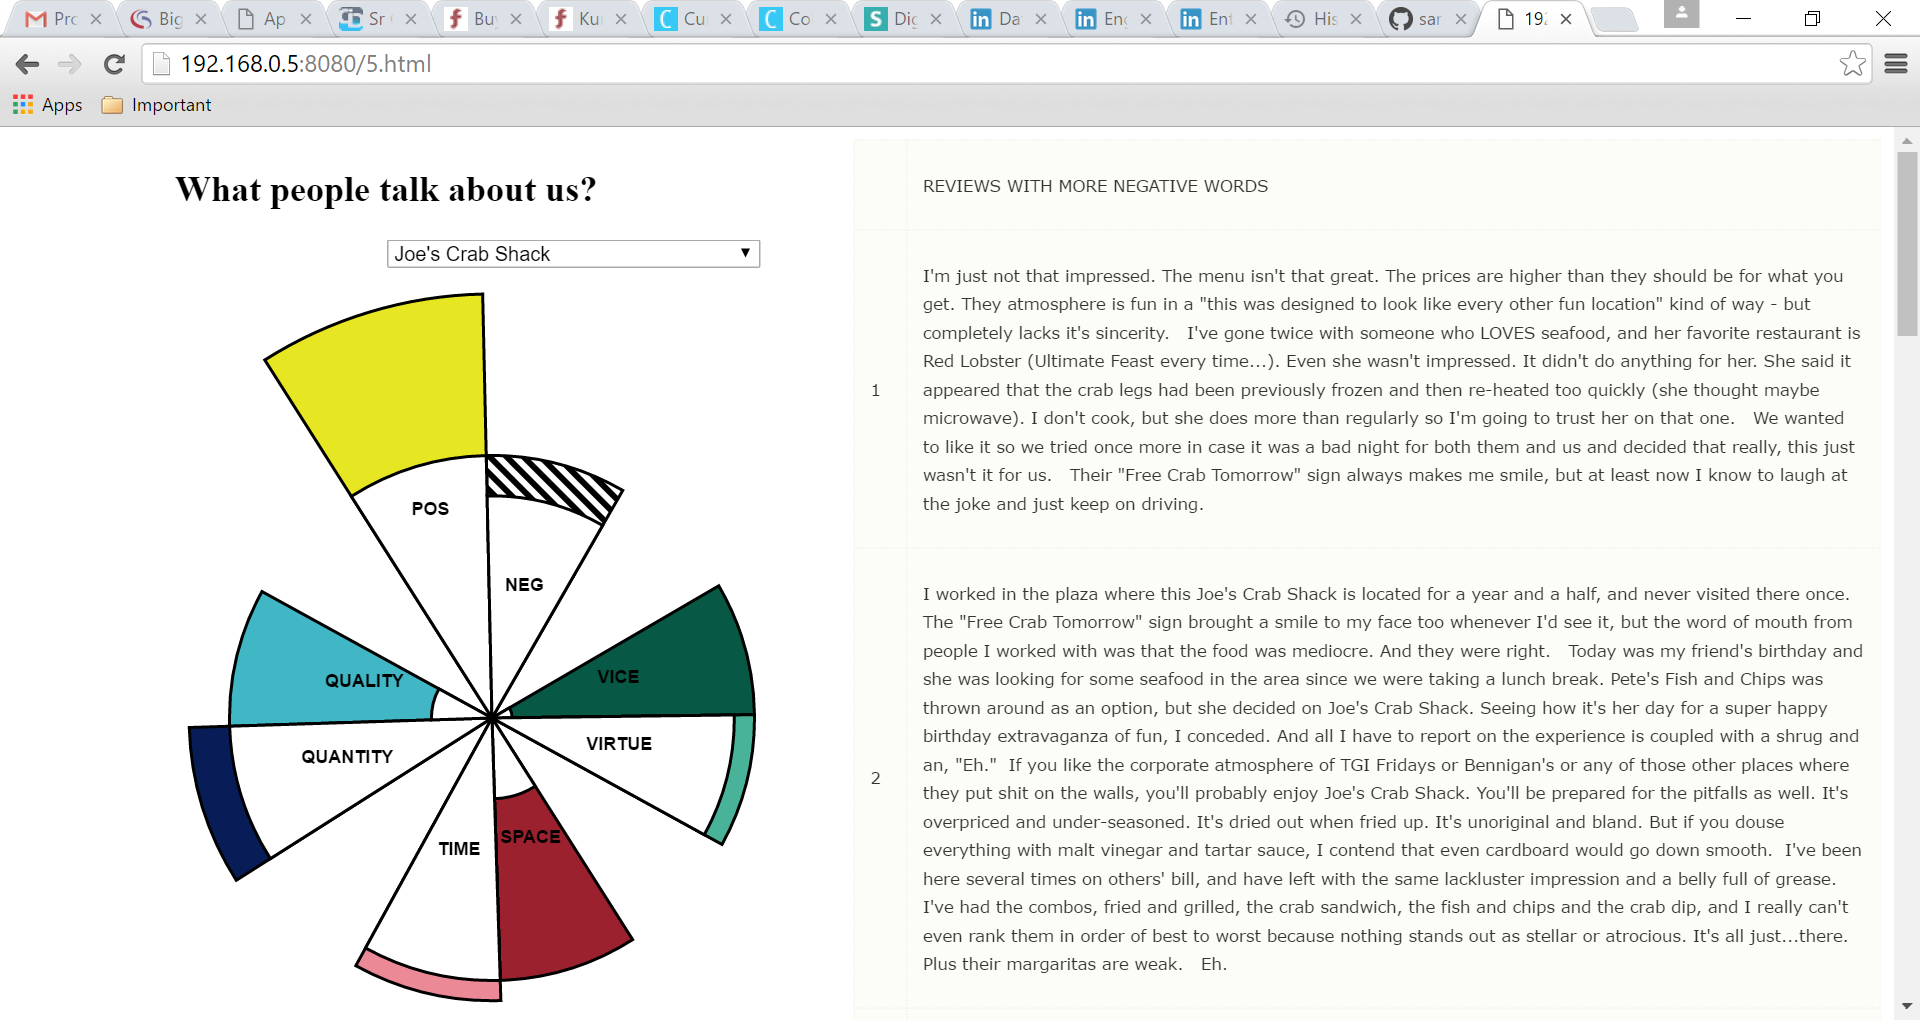 Prc
Big
Ap
Sr
Bu
Ku
Cu
Co
Dig
Da
En
Ent
His
sar
192
192.168.0.5:8080/5.html
Apps
Important
What people talk about us?
Joe's Crab Shack
POS
NEG
QUALITY
VICE
QUANTITY
VIRTUE
TIME
SPACE
REVIEWS WITH MORE NEGATIVE WORDS
1
I'm just not that impressed. The menu isn't that great. The prices are higher than they should be for what you
get. They atmosphere is fun in a "this was designed to look like every other fun location" kind of way - but
completely lacks it's sincerity. I've gone twice with someone who LOVES seafood, and her favorite restaurant is
Red Lobster (Ultimate Feast every time...). Even she wasn't impressed. It didn't do anything for her. She said it
appeared that the crab legs had been previously frozen and then re-heated too quickly (she thought maybe
microwave). I don't cook, but she does more than regularly so I'm going to trust her on that one. We wanted
to like it so we tried once more in case it was a bad night for both them and us and decided that really, this just
wasn't it for us. Their "Free Crab Tomorrow" sign always makes me smile, but at least now I know to laugh at
the joke and just keep on driving.
2
I worked in the plaza where this Joe's Crab Shack is located for a year and a half, and never visited there once.
The "Free Crab Tomorrow" sign brought a smile to my face too whenever I'd see it, but the word of mouth from
people I worked with was that the food was mediocre. And they were right. Today was my friend's birthday and
she was looking for some seafood in the area since we were taking a lunch break. Pete's Fish and Chips was
thrown around as an option, but she decided on Joe's Crab Shack. Seeing how it's her day for a super happy
birthday extravaganza of fun, I conceded. And all I have to report on the experience is coupled with a shrug and
an, "Eh." If you like the corporate atmosphere of TGI Fridays or Bennigan's or any of those other places where
they put shit on the walls, you'll probably enjoy Joe's Crab Shack. You'll be prepared for the pitfalls as well. It's
overpriced and under-seasoned. It's dried out when fried up. It's unoriginal and bland. But if you douse
everything with malt vinegar and tartar sauce, I contend that even cardboard would go down smooth. I've been
here several times on others' bill, and have left with the same lackluster impression and a belly full of grease.
I've had the combos, fried and grilled, the crab sandwich, the fish and chips and the crab dip, and I really can't
even rank them in order of best to worst because nothing stands out as stellar or atrocious. It's all just...there.
Plus their margaritas are weak. Eh.